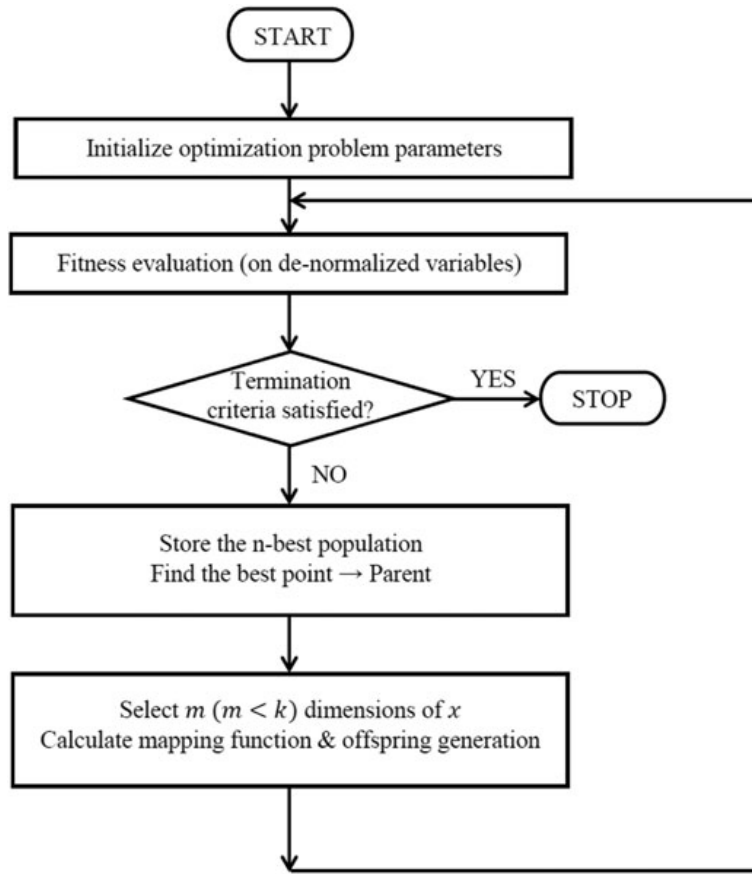 START
Initialize optimization problem parameters
Fitness evaluation (on de-normalized variables)
Termination
criteria satisfied?
YES
STOP
NO
Store the n-best population
Find the best point → Parent
Select m (m < k) dimensions of x
Calculate mapping function & offspring generation